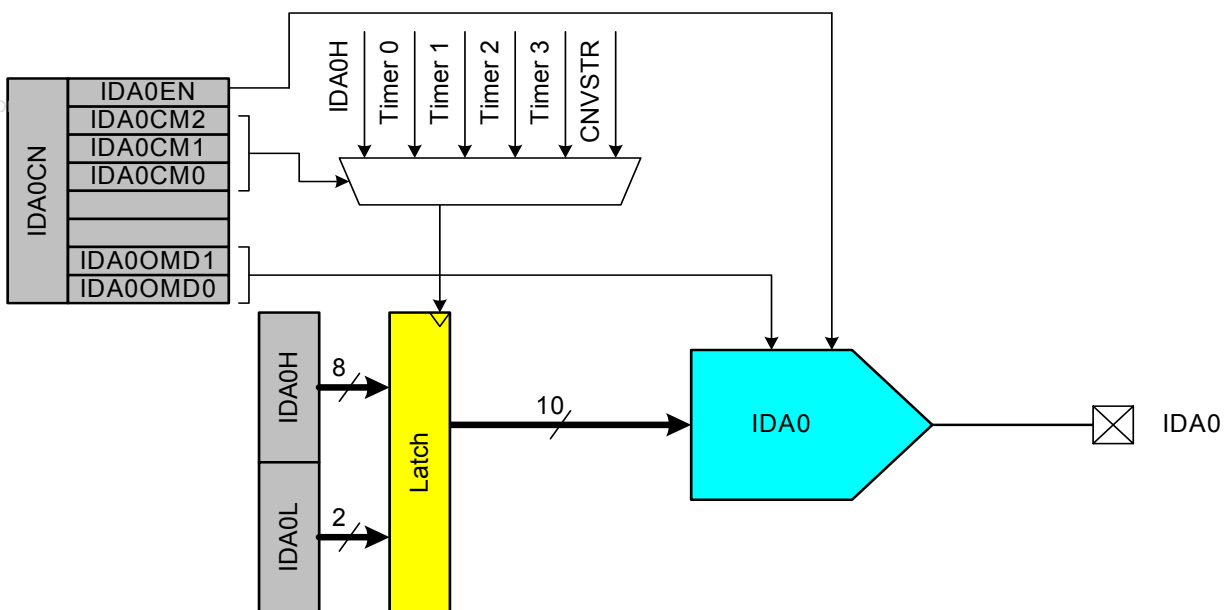 IDA0CN
IDA0EN
IDA0CM2
IDA0CM1
IDA0CM0
IDA0OMD1
IDA0OMD0
IDA0H
Timer 0
Timer 1
Timer 2
Timer 3
CNVSTR
IDA0H
IDA0L
8
2
Latch
10
IDA0
IDA0